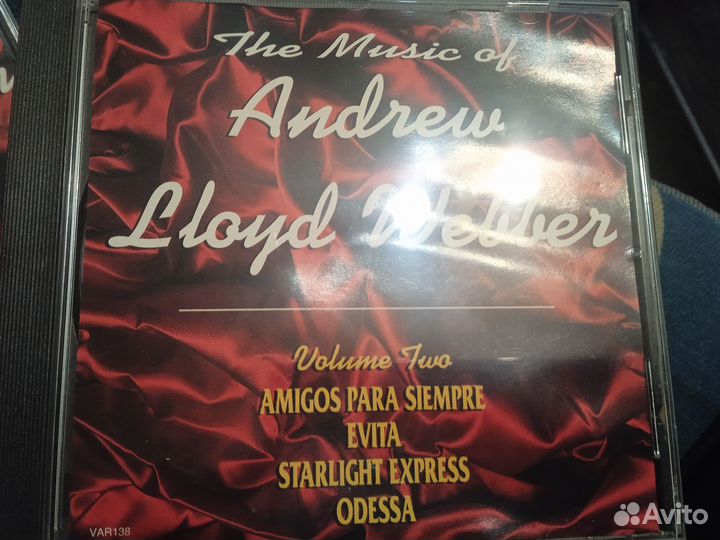 The Music of
Andrew
Lloyd Webber
Volume Two
AMIGOS PARA SIEMPRE
EVITA
STARLIGHT EXPRESS
ODESSA
VAR138
Avito